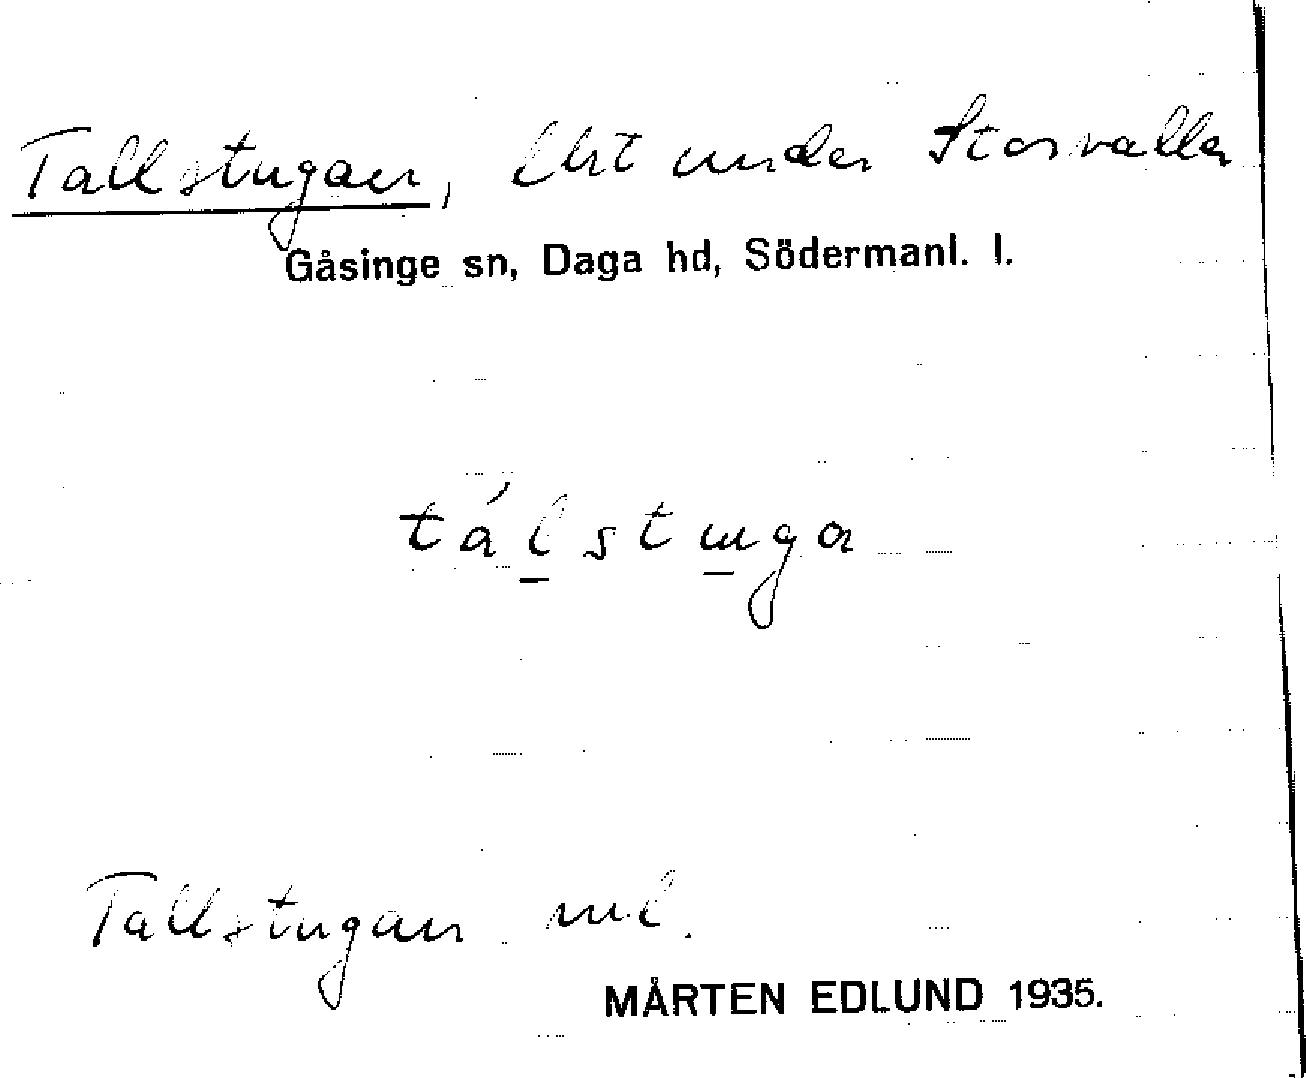 Tallstugan, lht under Storvalla
Gåsinge sn, Daga hd, Södermanl. l.
tálstuga
Tallstugan ml.
MÅRTEN EDLUND 1935.